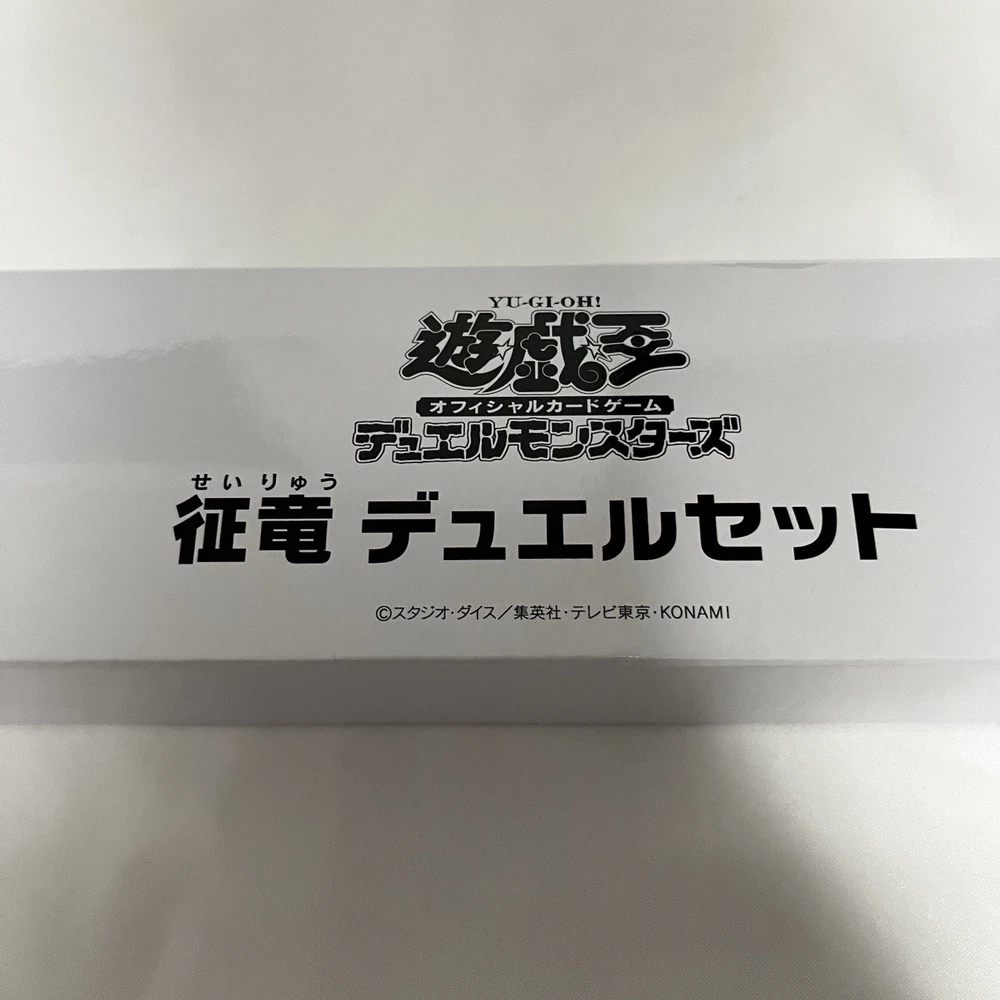 YU-GI-OH!
遊☆戯☆王
オフィシャルカードゲーム
デュエルモンスターズ
せいりゅう
征竜 デュエルセット
©スタジオ・ダイス/集英社・テレビ東京・KONAMI